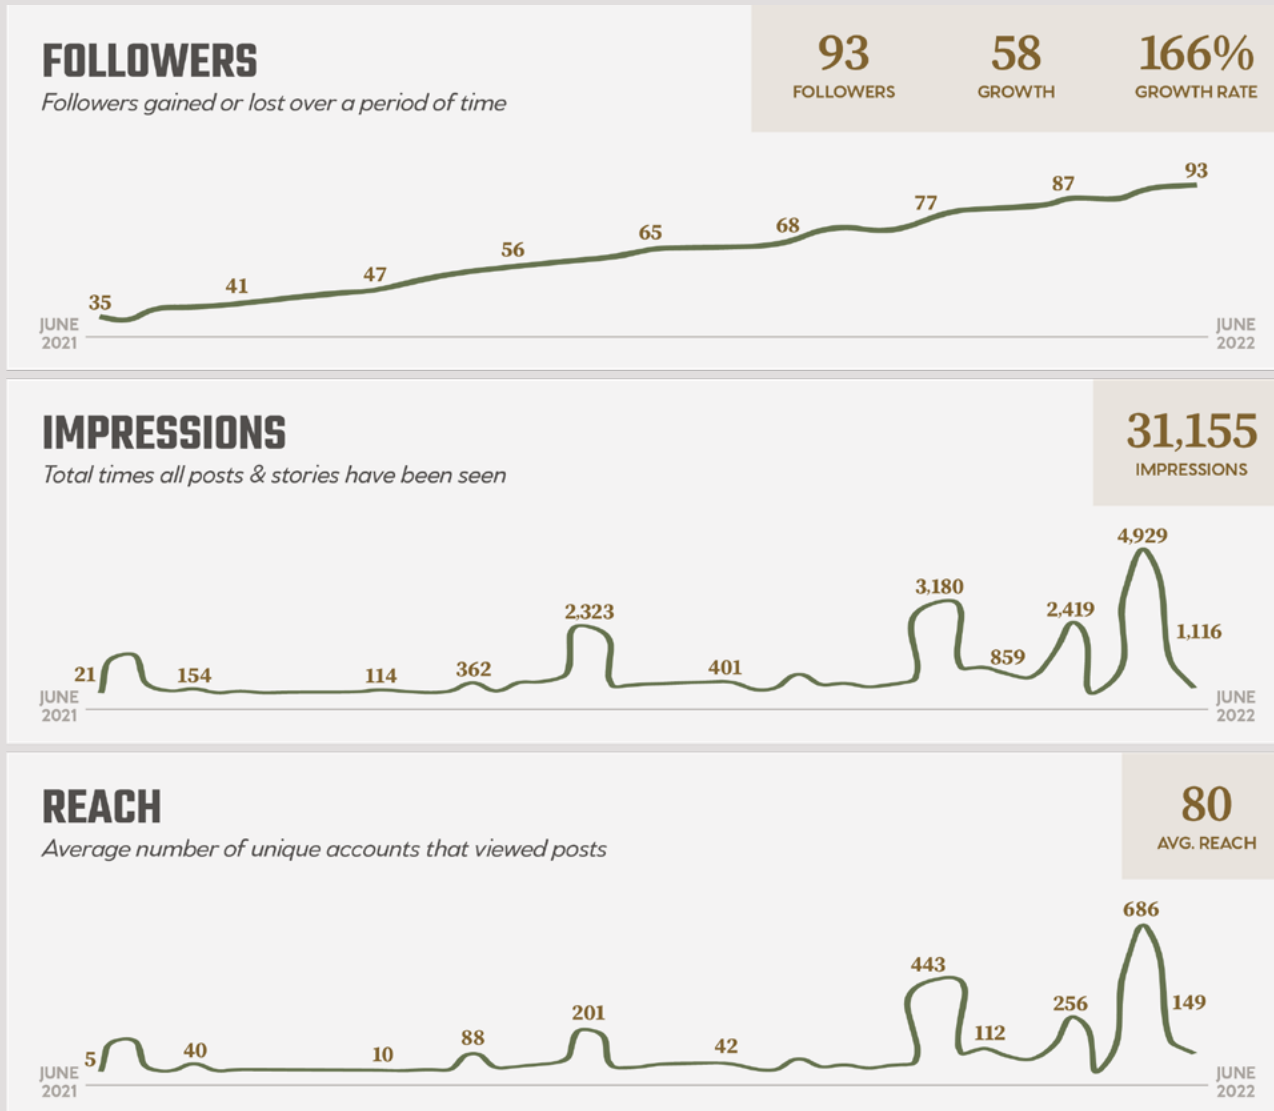 FOLLOWERS
Followers gained or lost over a period of time
93
FOLLOWERS
58
GROWTH
166%
GROWTH RATE
35
41
47
56
65
68
77
87
93
JUNE
2021
JUNE
2022
IMPRESSIONS
Total times all posts & stories have been seen
31,155
IMPRESSIONS
21
154
114
362
2,323
401
3,180
859
2,419
4,929
1,116
JUNE
2021
JUNE
2022
REACH
Average number of unique accounts that viewed posts
80
AVG. REACH
5
40
10
88
201
42
443
112
256
686
149
JUNE
2021
JUNE
2022